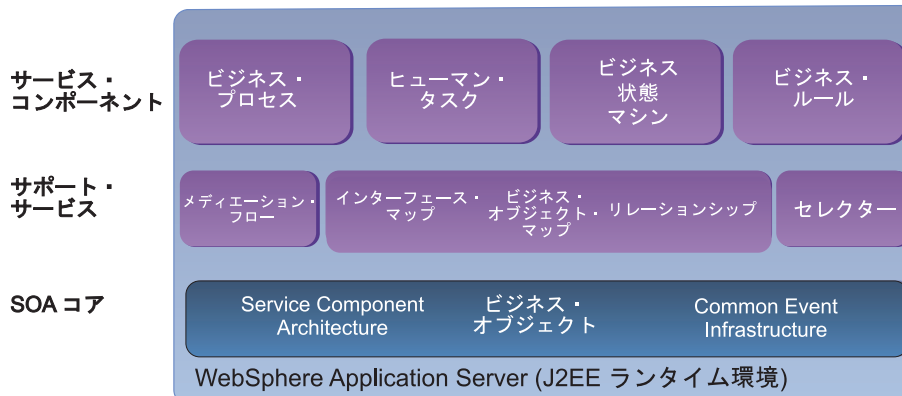 サービス・
コンポーネント
ビジネス・
プロセス
ヒューマン・
タスク
ビジネス
状態
マシン
ビジネス・
ルール
サポート・
サービス
メディエーション・
フロー
インターフェース・
マップ
ビジネス・
オブジェクト・
マップ
リレーションシップ
セレクター
SOA コア
Service Component
Architecture
ビジネス・
オブジェクト
Common Event
Infrastructure
WebSphere Application Server (J2EE ランタイム環境)